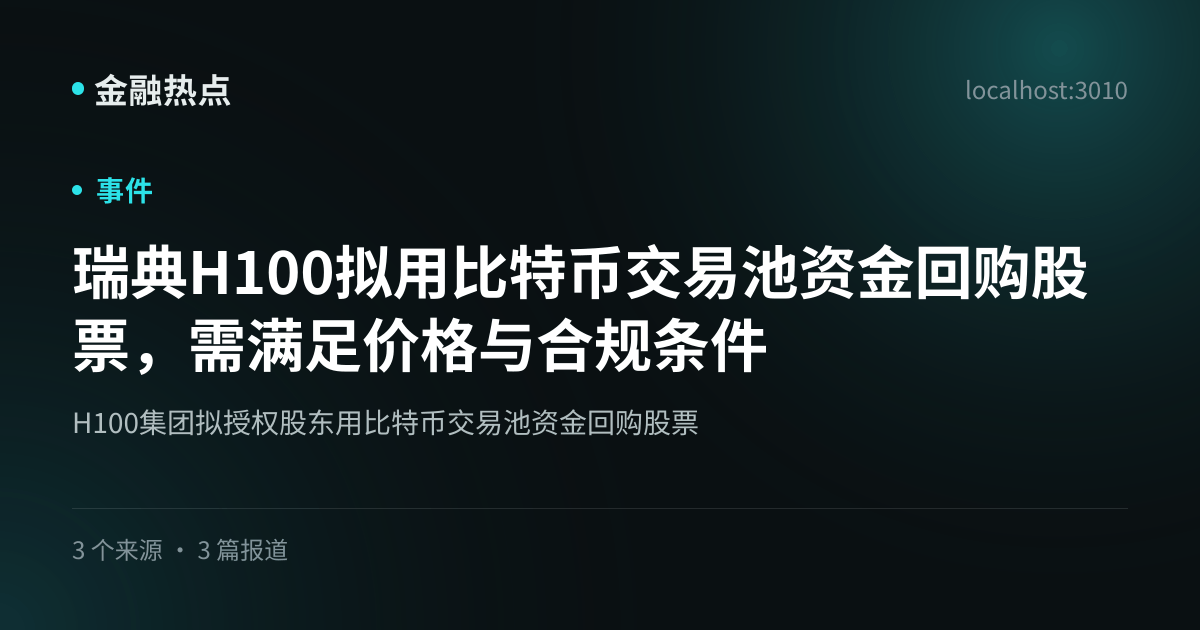 金融热点
localhost:3010
事件
瑞典H100拟用比特币交易池资金回购股
票，需满足价格与合规条件
H100集团拟授权股东用比特币交易池资金回购股票
3 个来源 · 3 篇报道